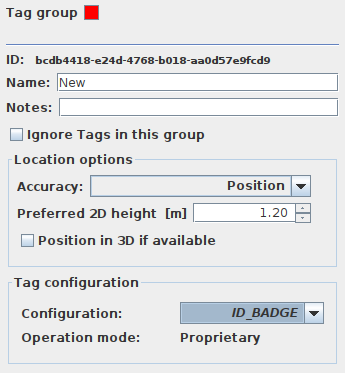 Tag group
ID: bcdb4418-e24d-4768-b018-aa0d57e9fcd9
Name: New
Notes:
Ignore Tags in this group
Location options
Accuracy: Position
Preferred 2D height [m] 1.20
Position in 3D if available
Tag configuration
Configuration: ID_BADGE
Operation mode: Proprietary